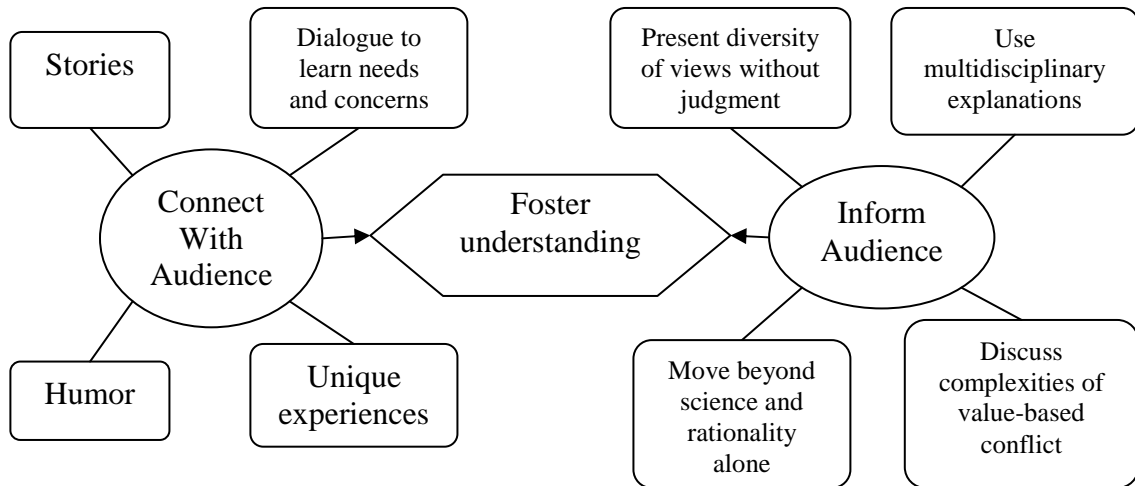 Stories
Dialogue to
learn needs
and concerns
Present diversity
of views without
judgment
Use
multidisciplinary
explanations
Connect
With
Audience
Foster
understanding
Inform
Audience
Humor
Unique
experiences
Move beyond
science and
rationality
alone
Discuss
complexities of
value-based
conflict